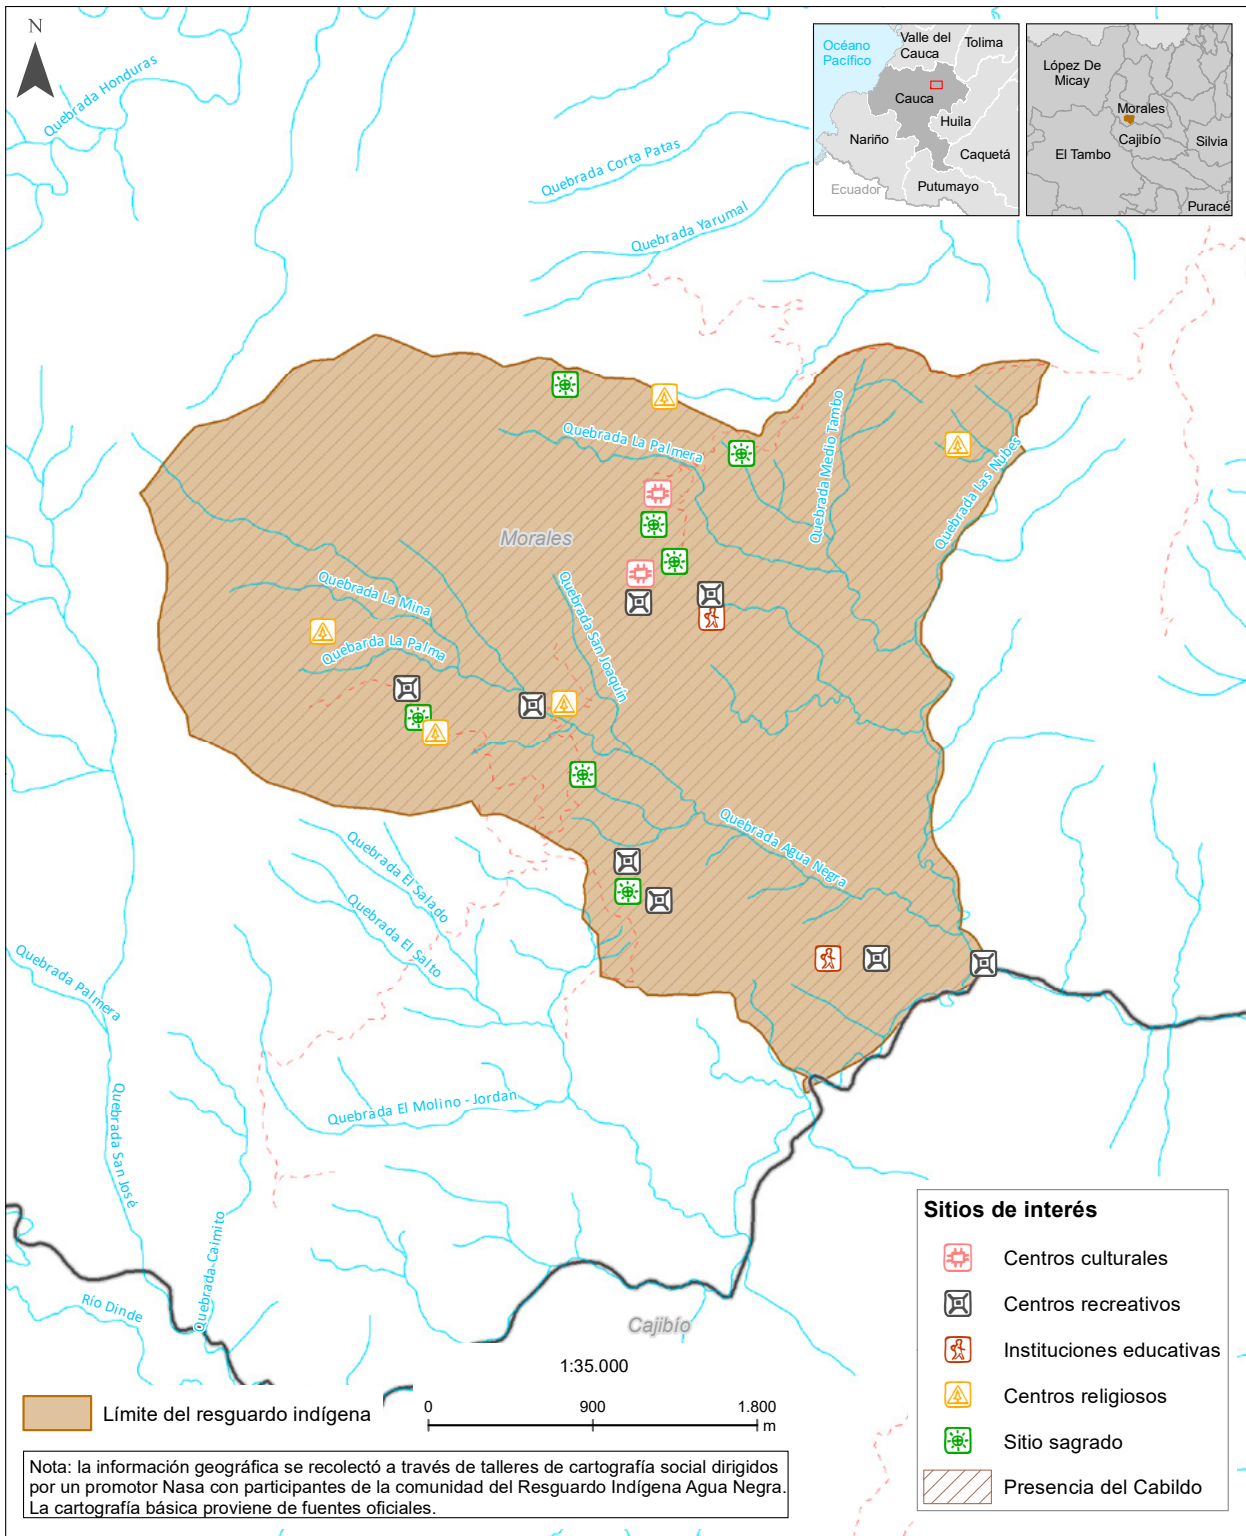 N
Océano
Pacífico
Valle del
Cauca
Tolima
Cauca
Huila
Nariño
Caquetá
Ecuador
Putumayo
López De
Micay
Morales
Cajibío
El Tambo
Silvia
Puracé
Quebrada Honduras
Quebrada Corta Patas
Quebrada Yarumal
Quebrada La Palmera
Quebrada Medio Tambo
Quebrada Las Nubes
Morales
Quebrada La Mina
Quebarda La Palma
Quebrada San Joaquín
Quebrada Agua Negra
Quebrada El Salado
Quebrada El Salto
Quebrada Palmera
Quebrada San José
Quebrada El Molino - Jordan
Quebrada Caimito
Río Dinde
Cajibío
Sitios de interés
Centros culturales
Centros recreativos
Instituciones educativas
Centros religiosos
Sitio sagrado
Presencia del Cabildo
1:35.000
0 900 1.800
m
Límite del resguardo indígena
Nota: la información geográfica se recolectó a través de talleres de cartografía social dirigidos
por un promotor Nasa con participantes de la comunidad del Resguardo Indígena Agua Negra.
La cartografía básica proviene de fuentes oficiales.